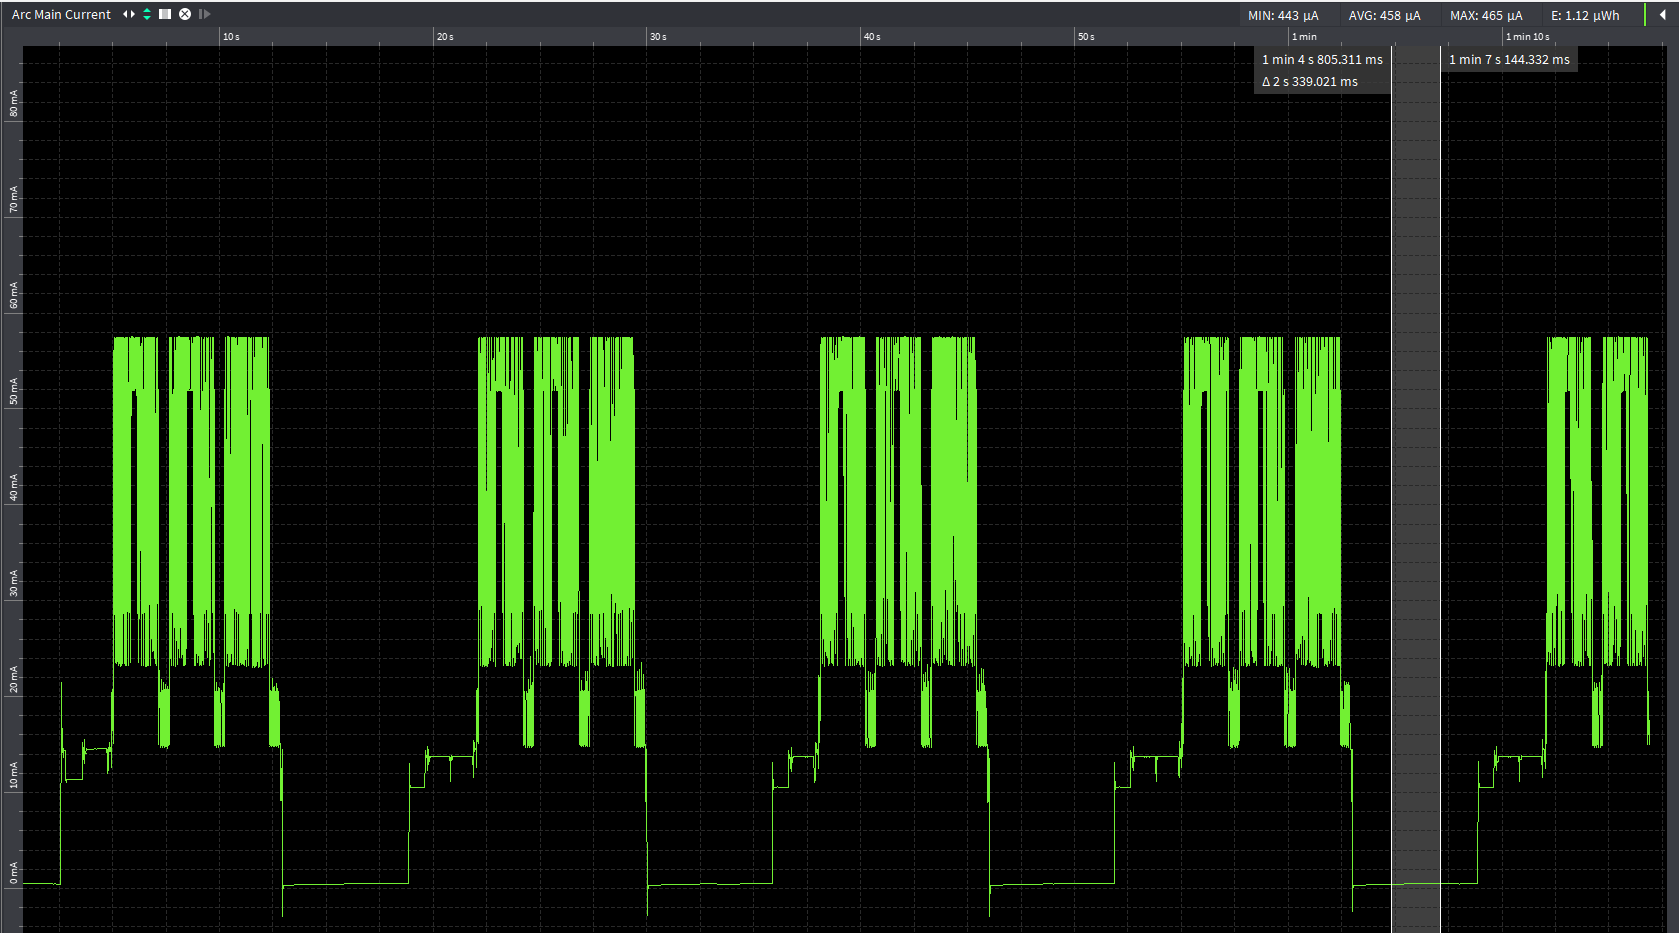 Arc Main Current
MIN: 443 µA AVG: 458 µA MAX: 465 µA E: 1.12 µWh
10 s 20 s 30 s 40 s 50 s 1 min 1 min 10 s
1 min 4 s 805.311 ms
Δ 2 s 339.021 ms
1 min 7 s 144.332 ms
80 mA
70 mA
60 mA
50 mA
40 mA
30 mA
20 mA
10 mA
0 mA